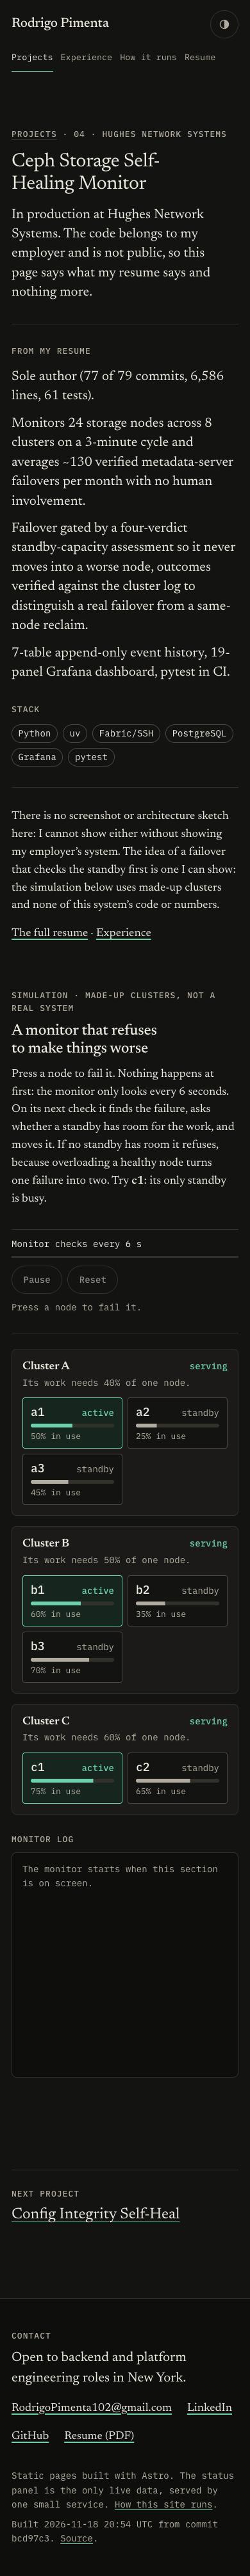 Rodrigo Pimenta
Projects Experience How it runs Resume
PROJECTS · 04 · HUGHES NETWORK SYSTEMS
Ceph Storage Self-
Healing Monitor
In production at Hughes Network
Systems. The code belongs to my
employer and is not public, so this
page says what my resume says and
nothing more.
FROM MY RESUME
Sole author (77 of 79 commits, 6,586
lines, 61 tests).
Monitors 24 storage nodes across 8
clusters on a 3-minute cycle and
averages ~130 verified metadata-server
failovers per month with no human
involvement.
Failover gated by a four-verdict
standby-capacity assessment so it never
moves into a worse node, outcomes
verified against the cluster log to
distinguish a real failover from a same-
node reclaim.
7-table append-only event history, 19-
panel Grafana dashboard, pytest in CI.
STACK
Python uv Fabric/SSH PostgreSQL
Grafana pytest
There is no screenshot or architecture sketch
here: I cannot show either without showing
my employer's system. The idea of a failover
that checks the standby first is one I can show:
the simulation below uses made-up clusters
and none of this system's code or numbers.
The full resume · Experience
SIMULATION · MADE-UP CLUSTERS, NOT A
REAL SYSTEM
A monitor that refuses
to make things worse
Press a node to fail it. Nothing happens at
first: the monitor only looks every 6 seconds.
On its next check it finds the failure, asks
whether a standby has room for the work, and
moves it. If no standby has room it refuses,
because overloading a healthy node turns
one failure into two. Try c1: its only standby
is busy.
Monitor checks every 6 s
Pause Reset
Press a node to fail it.
Cluster A serving
Its work needs 40% of one node.
a1 active a2 standby
50% in use 25% in use
a3 standby
45% in use
Cluster B serving
Its work needs 50% of one node.
b1 active b2 standby
60% in use 35% in use
b3 standby
70% in use
Cluster C serving
Its work needs 60% of one node.
c1 active c2 standby
75% in use 65% in use
MONITOR LOG
The monitor starts when this section
is on screen.
NEXT PROJECT
Config Integrity Self-Heal
CONTACT
Open to backend and platform
engineering roles in New York.
RodrigoPimenta102@gmail.com LinkedIn
GitHub Resume (PDF)
Static pages built with Astro. The status
panel is the only live data, served by
one small service. How this site runs.
Built 2026-11-18 20:54 UTC from commit
bcd97c3. Source.